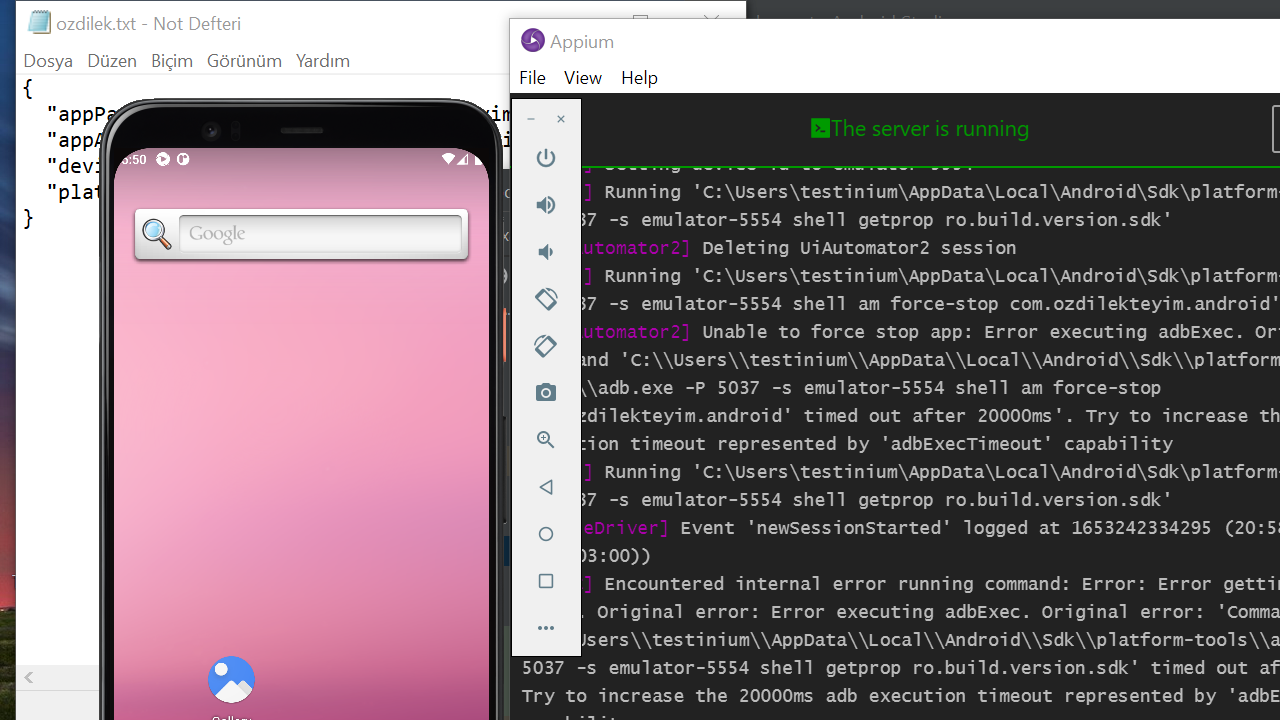 ozdilek.txt - Not Defteri
Dosya Düzen Biçim Görünüm Yardım
{
"appPa
"appA
"devi
"plat
}
5:50
Google
Appium
File View Help
The server is running
Running 'C:\Users\testinium\AppData\Local\Android\Sdk\platform-
37 -s emulator-5554 shell getprop ro.build.version.sdk'
utomator2] Deleting UiAutomator2 session
] Running 'C:\Users\testinium\AppData\Local\Android\Sdk\platform-
37 -s emulator-5554 shell am force-stop com.ozdilekteyim.android'
utomator2] Unable to force stop app: Error executing adbExec. Or
and 'C:\\Users\\testinium\\AppData\\Local\\Android\\Sdk\\platform
\\adb.exe -P 5037 -s emulator-5554 shell am force-stop
zdilekteyim.android' timed out after 20000ms'. Try to increase th
ion timeout represented by 'adbExecTimeout' capability
] Running 'C:\Users\testinium\AppData\Local\Android\Sdk\platform-
37 -s emulator-5554 shell getprop ro.build.version.sdk'
eDriver] Event 'newSessionStarted' logged at 1653242334295 (20:58
03:00))
] Encountered internal error running command: Error: Error getti
. Original error: Error executing adbExec. Original error: 'Comma
Users\\testinium\\AppData\\Local\\Android\\Sdk\\platform-tools\\a
5037 -s emulator-5554 shell getprop ro.build.version.sdk' timed out af
Try to increase the 20000ms adb execution timeout represented by 'adbE